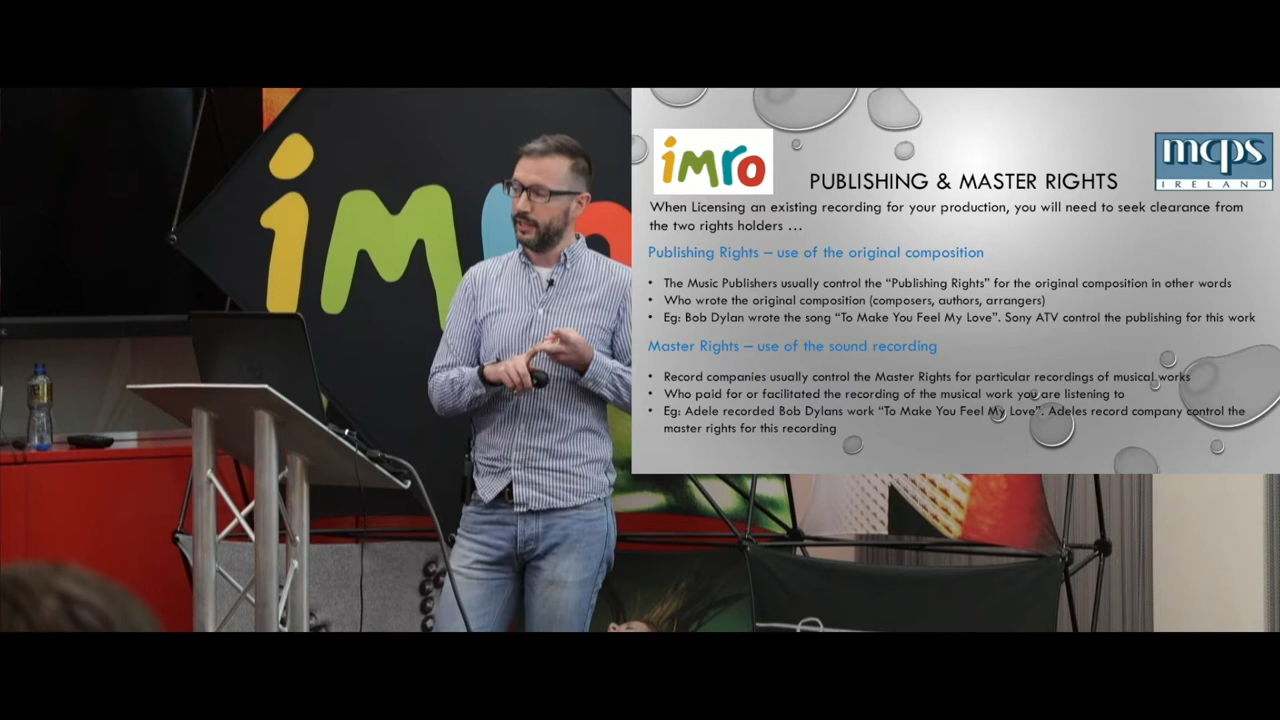 imro
imro
mcps
IRELAND
PUBLISHING & MASTER RIGHTS
When Licensing an existing recording for your production, you will need to seek clearance from
the two rights holders ...
Publishing Rights – use of the original composition
• The Music Publishers usually control the "Publishing Rights" for the original composition in other words
• Who wrote the original composition (composers, authors, arrangers)
• Eg: Bob Dylan wrote the song "To Make You Feel My Love". Sony ATV control the publishing for this work
Master Rights – use of the sound recording
• Record companies usually control the Master Rights for particular recordings of musical works
• Who paid for or facilitated the recording of the musical work you are listening to
• Eg: Adele recorded Bob Dylans work "To Make You Feel My Love". Adeles record company control the
master rights for this recording